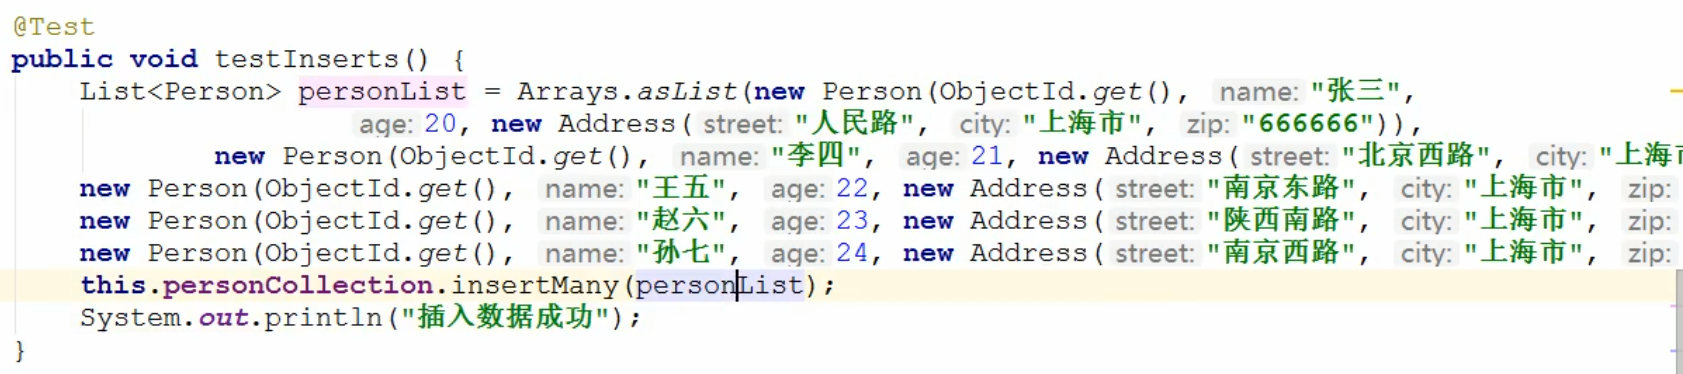 @Test
public void testInserts() {
List<Person> personList = Arrays.asList(new Person(ObjectId.get(), name: "张三",
age: 20, new Address( street: "人民路", city: "上海市", zip: "666666")),
new Person(ObjectId.get(), name: "李四", age: 21, new Address( street: "北京西路", city: "上海
new Person(ObjectId.get(), name: "王五", age: 22, new Address( street: "南京东路", city: "上海市", zip:
new Person(ObjectId.get(), name: "赵六", age: 23, new Address( street: "陕西南路", city: "上海市", zip:
new Person(ObjectId.get(), name: "孙七", age: 24, new Address( street: "南京西路", city: "上海市", zip:
this.personCollection.insertMany(personList);
System.out.println("插入数据成功");
}